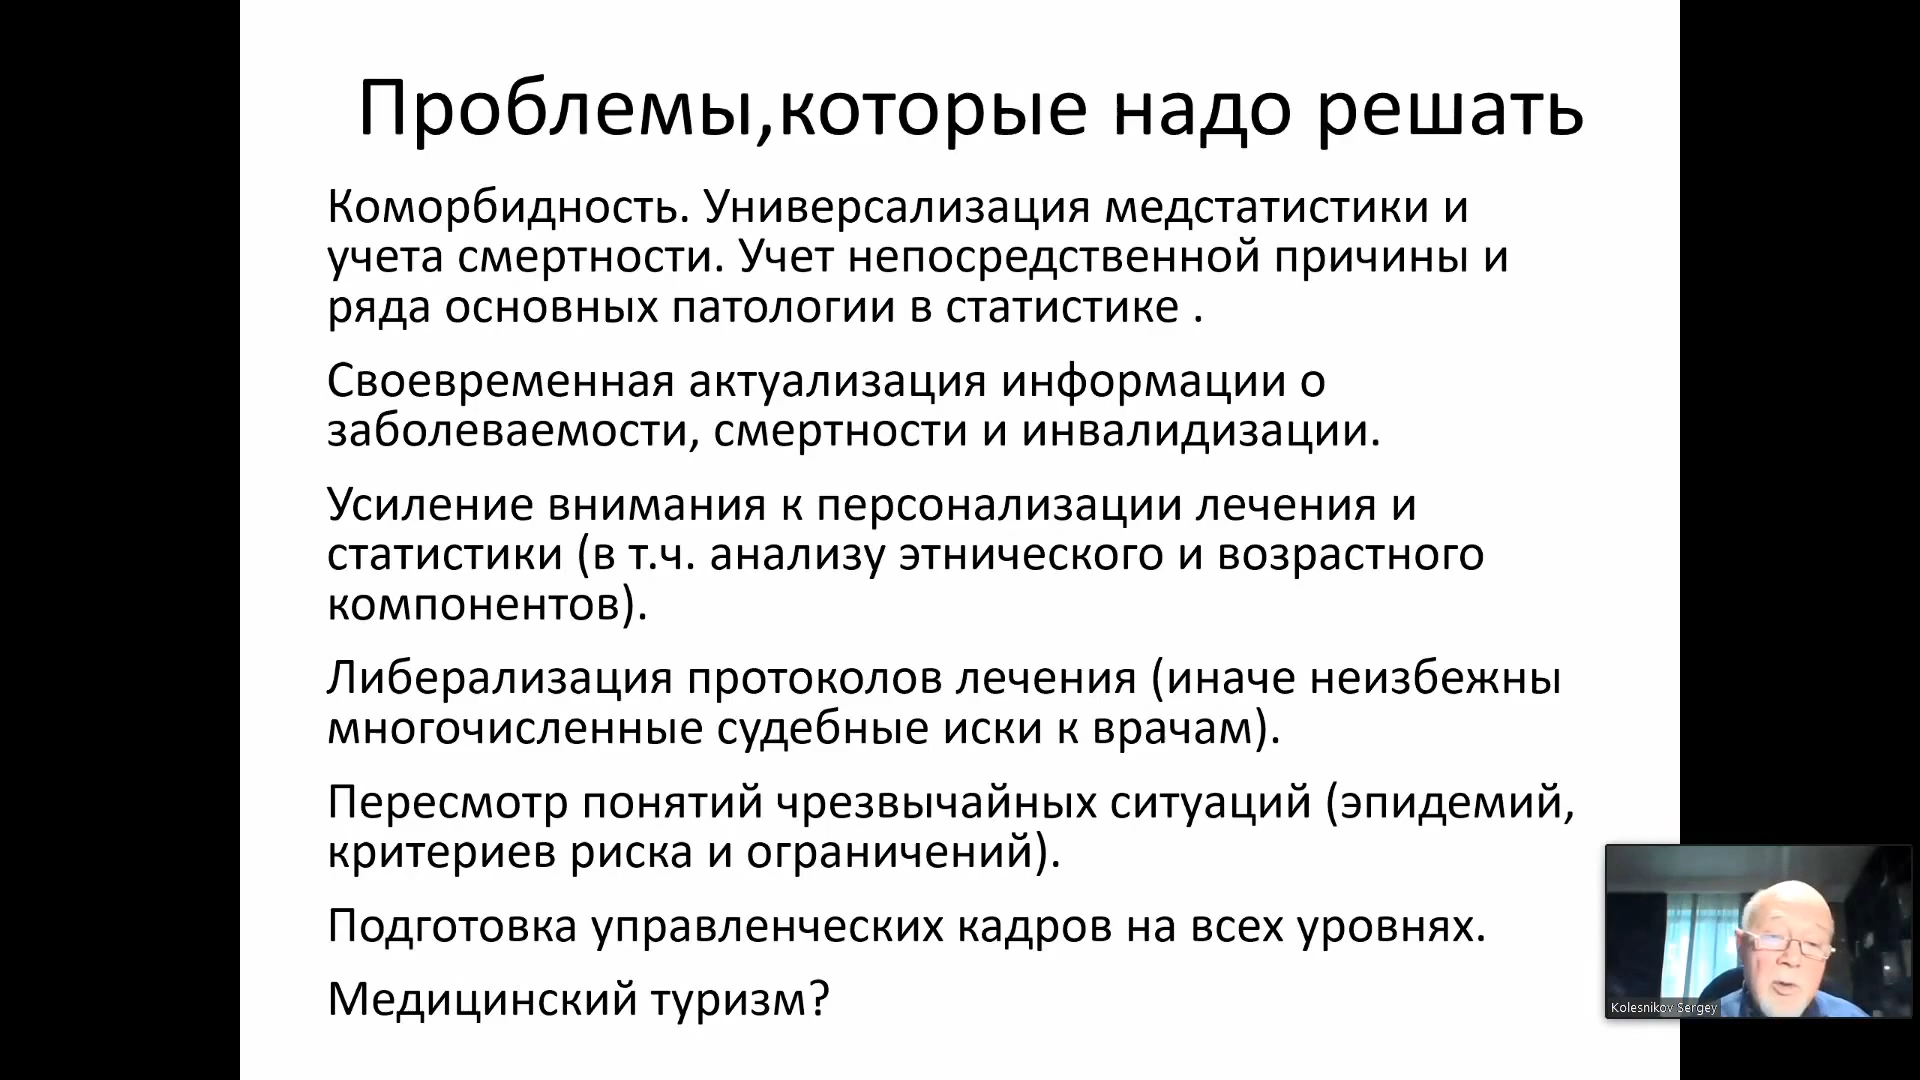 Проблемы,которые надо решать
Коморбидность. Универсализация медстатистики и
учета смертности. Учет непосредственной причины и
ряда основных патологии в статистике .
Своевременная актуализация информации о
заболеваемости, смертности и инвалидизации.
Усиление внимания к персонализации лечения и
статистики (в т.ч. анализу этнического и возрастного
компонентов).
Либерализация протоколов лечения (иначе неизбежны
многочисленные судебные иски к врачам).
Пересмотр понятий чрезвычайных ситуаций (эпидемий,
критериев риска и ограничений).
Подготовка управленческих кадров на всех уровнях.
Медицинский туризм?
Kolesnikov Sergey